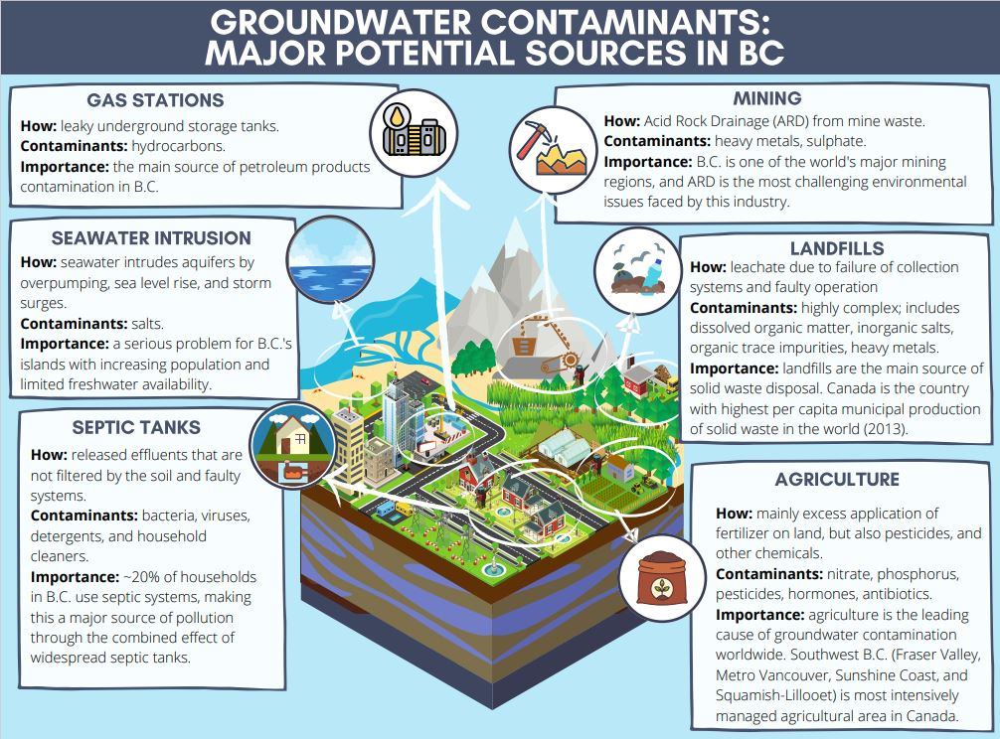 GROUNDWATER CONTAMINANTS:
MAJOR POTENTIAL SOURCES IN BC
GAS STATIONS
How: leaky underground storage tanks.
Contaminants: hydrocarbons.
Importance: the main source of petroleum products
contamination in B.C.
SEAWATER INTRUSION
How: seawater intrudes aquifers by
overpumping, sea level rise, and storm
surges.
Contaminants: salts.
Importance: a serious problem for B.C.'s
islands with increasing population and
limited freshwater availability.
SEPTIC TANKS
How: released effluents that are
not filtered by the soil and faulty
systems.
Contaminants: bacteria, viruses,
detergents, and household
cleaners.
Importance: ~20% of households
in B.C. use septic systems, making
this a major source of pollution
through the combined effect of
widespread septic tanks.
MINING
How: Acid Rock Drainage (ARD) from mine waste.
Contaminants: heavy metals, sulphate.
Importance: B.C. is one of the world's major mining
regions, and ARD is the most challenging environmental
issues faced by this industry.
LANDFILLS
How: leachate due to failure of collection
systems and faulty operation
Contaminants: highly complex; includes
dissolved organic matter, inorganic salts,
organic trace impurities, heavy metals.
Importance: landfills are the main source of
solid waste disposal. Canada is the country
with highest per capita municipal production
of solid waste in the world (2013).
AGRICULTURE
How: mainly excess application of
fertilizer on land, but also pesticides, and
other chemicals.
Contaminants: nitrate, phosphorus,
pesticides, hormones, antibiotics.
Importance: agriculture is the leading
cause of groundwater contamination
worldwide. Southwest B.C. (Fraser Valley,
Metro Vancouver, Sunshine Coast, and
Squamish-Lillooet) is most intensively
managed agricultural area in Canada.